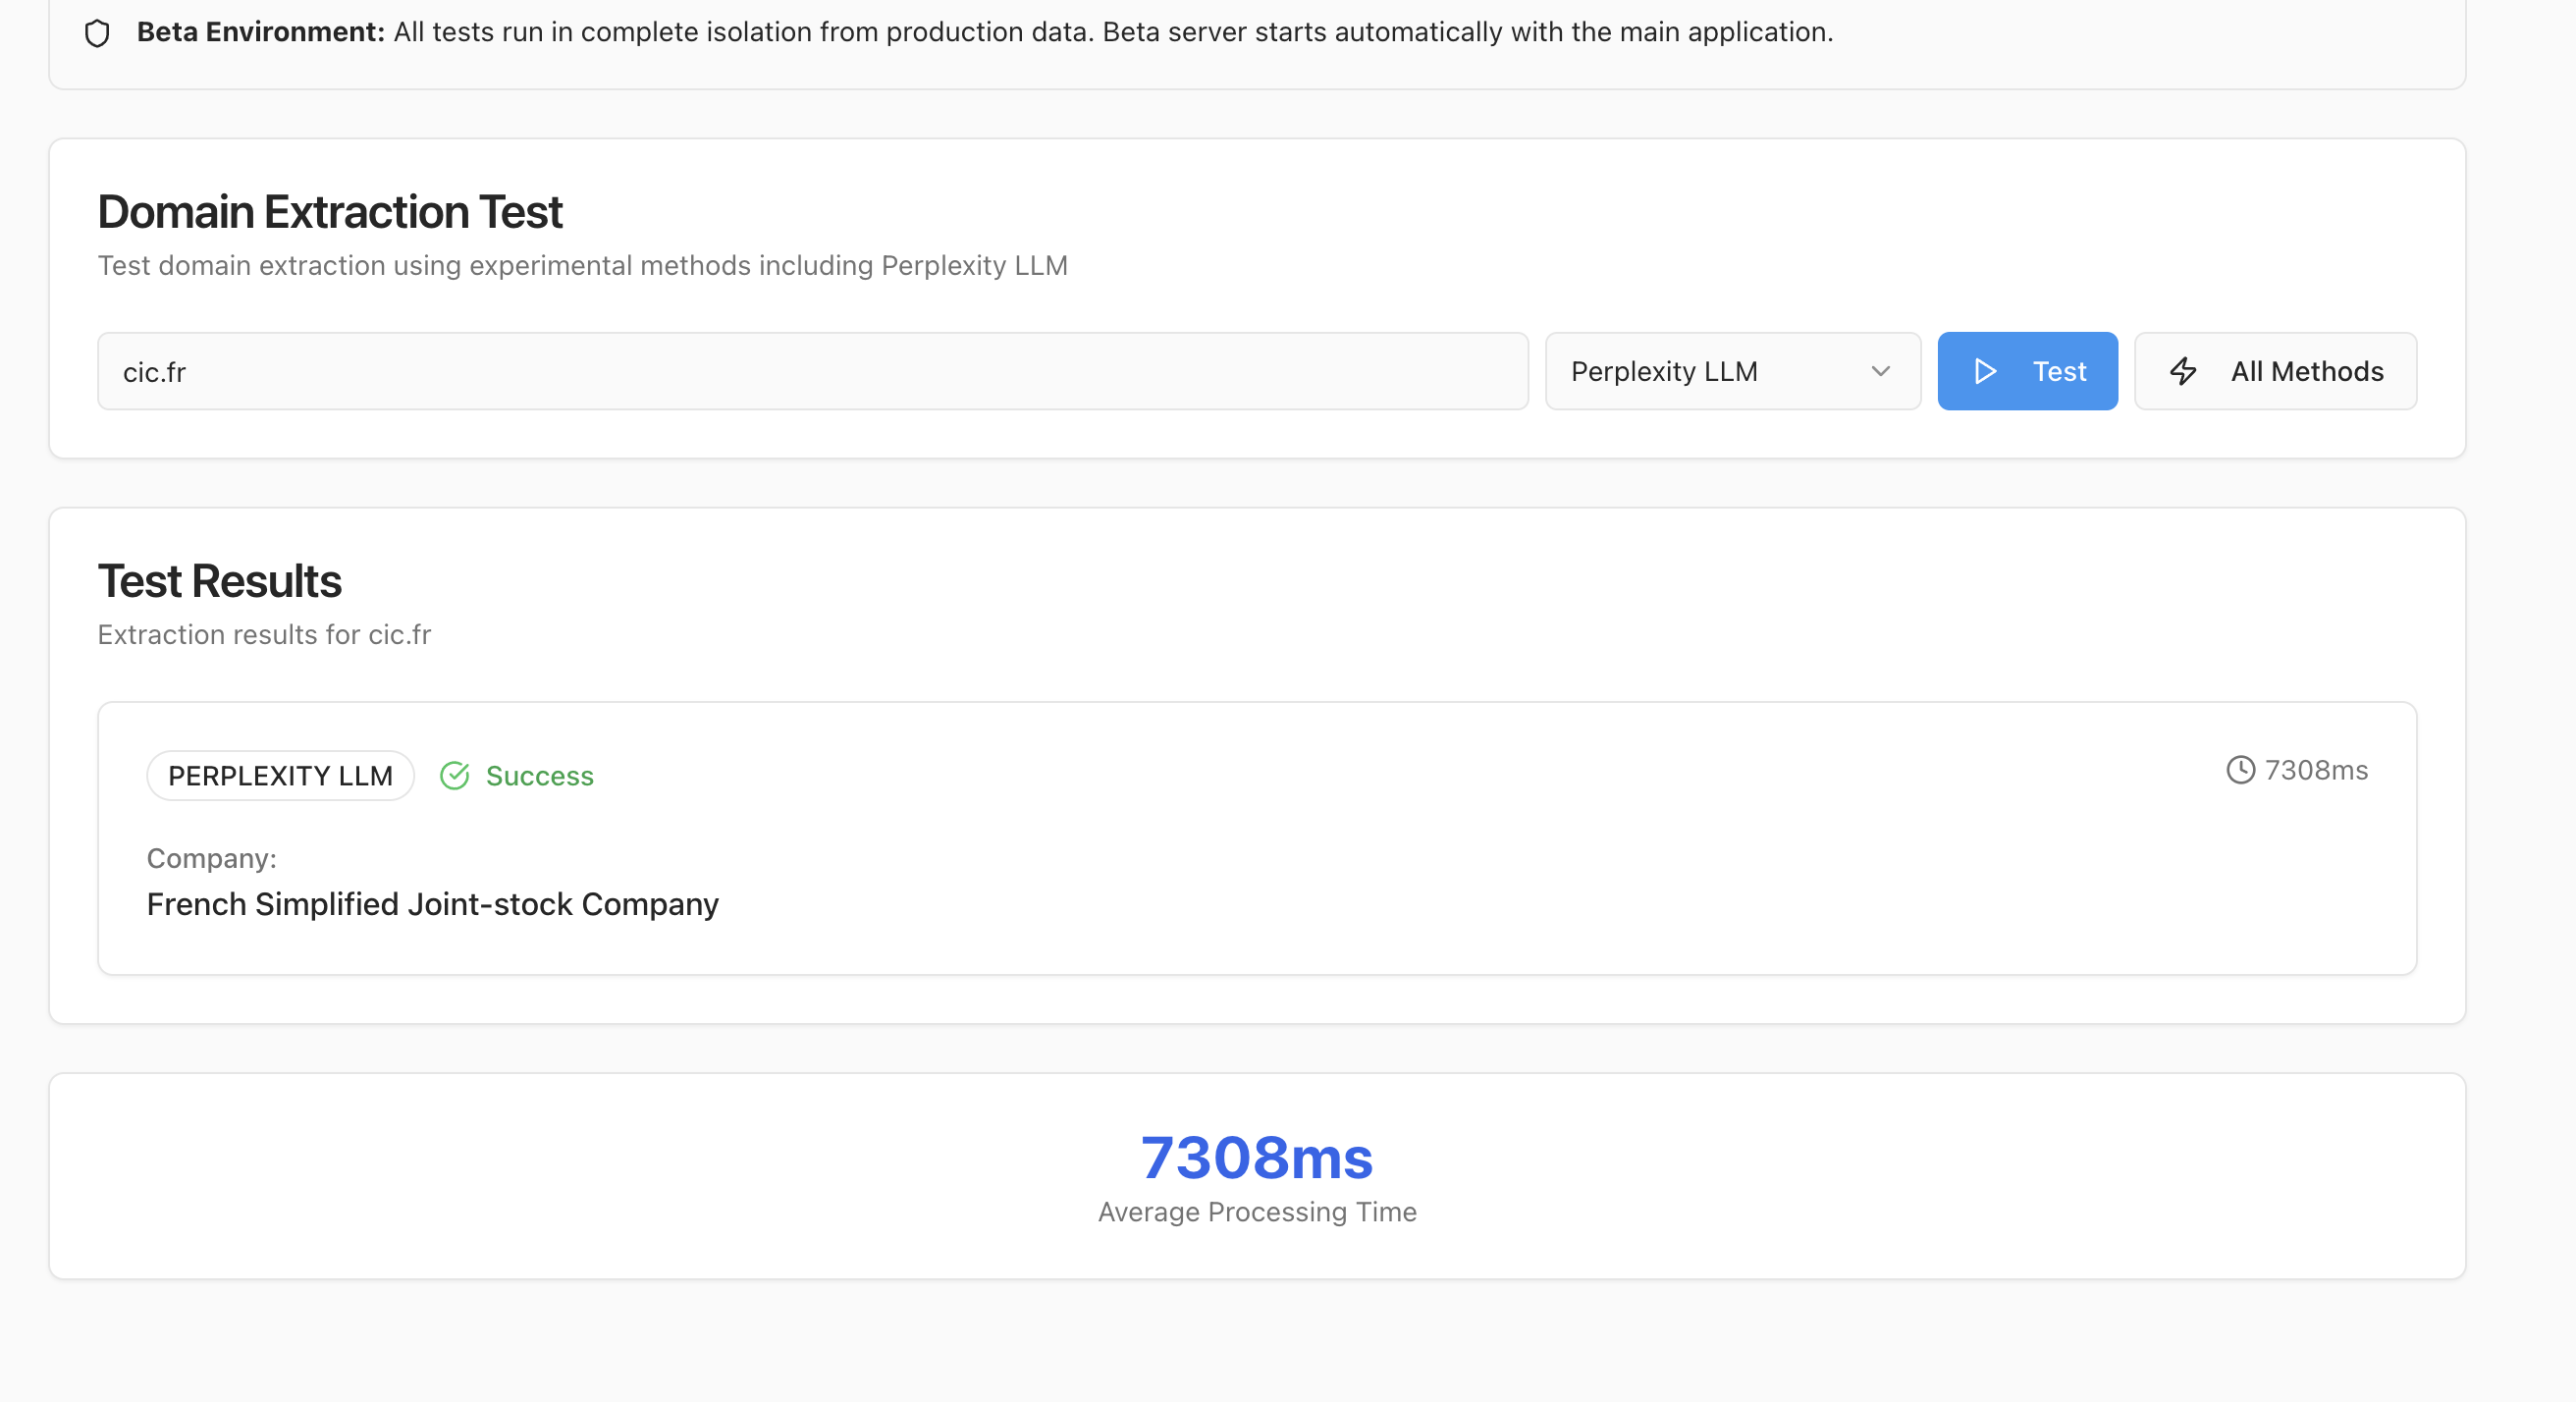 Beta Environment: All tests run in complete isolation from production data. Beta server starts automatically with the main application.
Domain Extraction Test
Test domain extraction using experimental methods including Perplexity LLM
cic.fr
Perplexity LLM
Test
All Methods
Test Results
Extraction results for cic.fr
PERPLEXITY LLM
Success
7308ms
Company:
French Simplified Joint-stock Company
7308ms
Average Processing Time